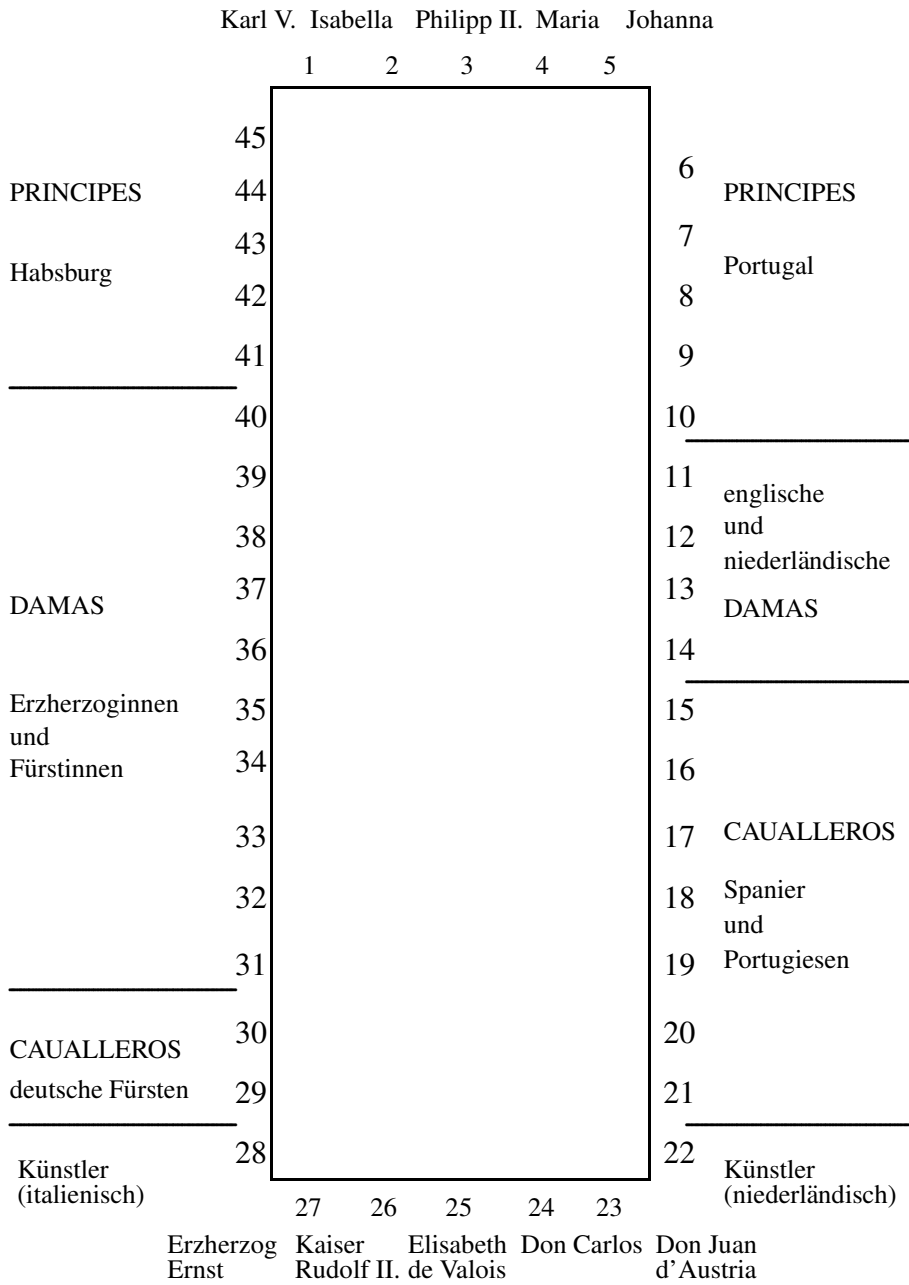 Karl V. Isabella Philipp II. Maria Johanna
1 2 3 4 5
45
6
PRINCIPES 44 PRINCIPES
43 7
Habsburg Portugal
42 8
41 9
40 10
39 11
englische
und
38 12
niederländische
37 13
DAMAS DAMAS
36 14
Erzherzoginnen 35 15
und
Fürstinnen 34 16
33 17 CAUALLEROS
32 18 Spanier
und
31 19 Portugiesen
30 20
CAUALLEROS
deutsche Fürsten 29 21
28 22
Künstler Künstler
(italienisch) (niederländisch)
27 26 25 24 23
Erzherzog Kaiser Elisabeth Don Carlos Don Juan
Ernst Rudolf II. de Valois d'Austria